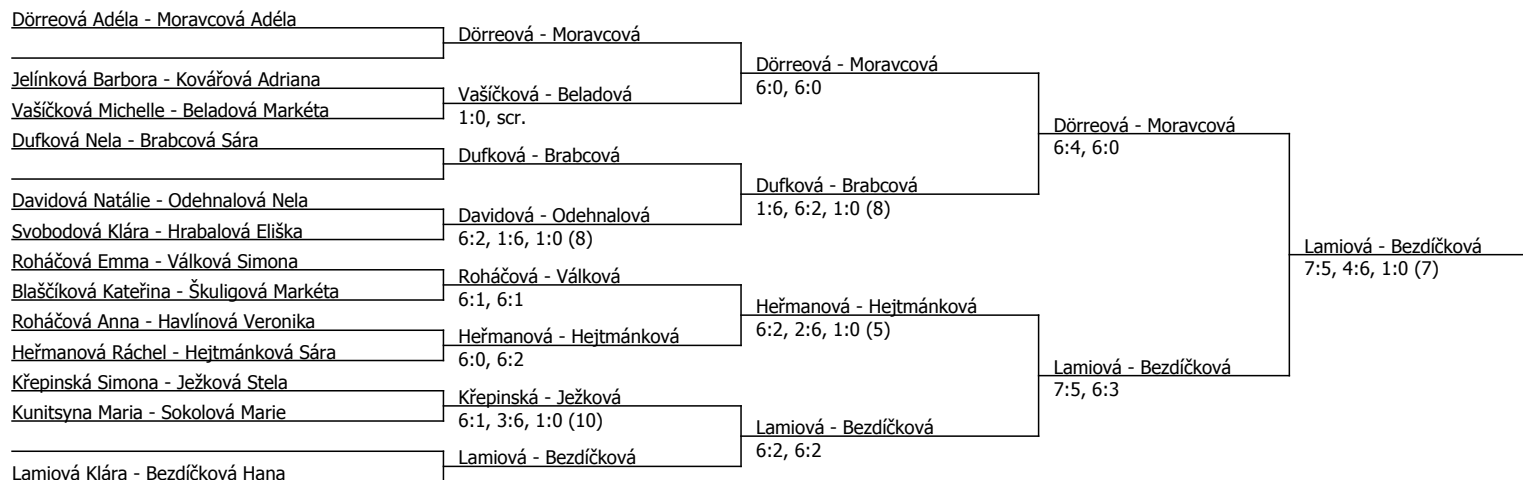 Dörreová Adéla - Moravcová Adéla
Jelínková Barbora - Kovářová Adriana
Vašíčková Michelle - Beladová Markéta
Dufková Nela - Brabcová Sára
Davidová Natálie - Odehnalová Nela
Svobodová Klára - Hrabalová Eliška
Roháčová Emma - Válková Simona
Blaščíková Kateřina - Škuligová Markéta
Roháčová Anna - Havlínová Veronika
Heřmanová Ráchel - Hejtmánková Sára
Křepinská Simona - Ježková Stela
Kunitsyna Maria - Sokolová Marie
Lamiová Klára - Bezdíčková Hana
Dörreová - Moravcová
Vašíčková - Beladová
1:0, scr.
Dufková - Brabcová
Davidová - Odehnalová
6:2, 1:6, 1:0 (8)
Roháčová - Válková
6:1, 6:1
Heřmanová - Hejtmánková
6:0, 6:2
Křepinská - Ježková
6:1, 3:6, 1:0 (10)
Lamiová - Bezdíčková
Dörreová - Moravcová
6:0, 6:0
Dufková - Brabcová
1:6, 6:2, 1:0 (8)
Heřmanová - Hejtmánková
6:2, 2:6, 1:0 (5)
Lamiová - Bezdíčková
6:2, 6:2
Dörreová - Moravcová
6:4, 6:0
Lamiová - Bezdíčková
7:5, 6:3
Lamiová - Bezdíčková
7:5, 4:6, 1:0 (7)